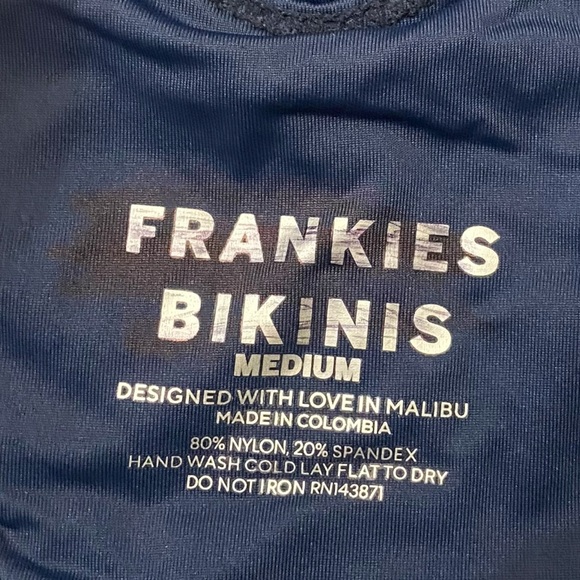 FRANKIES
BIKINIS
MEDIUM
DESIGNED WITH LOVE IN MALIBU
MADE IN COLOMBIA
80% NYLON, 20% SPANDEX
HAND WASH COLD LAY FLAT TO DRY
DO NOT IRON RN143871